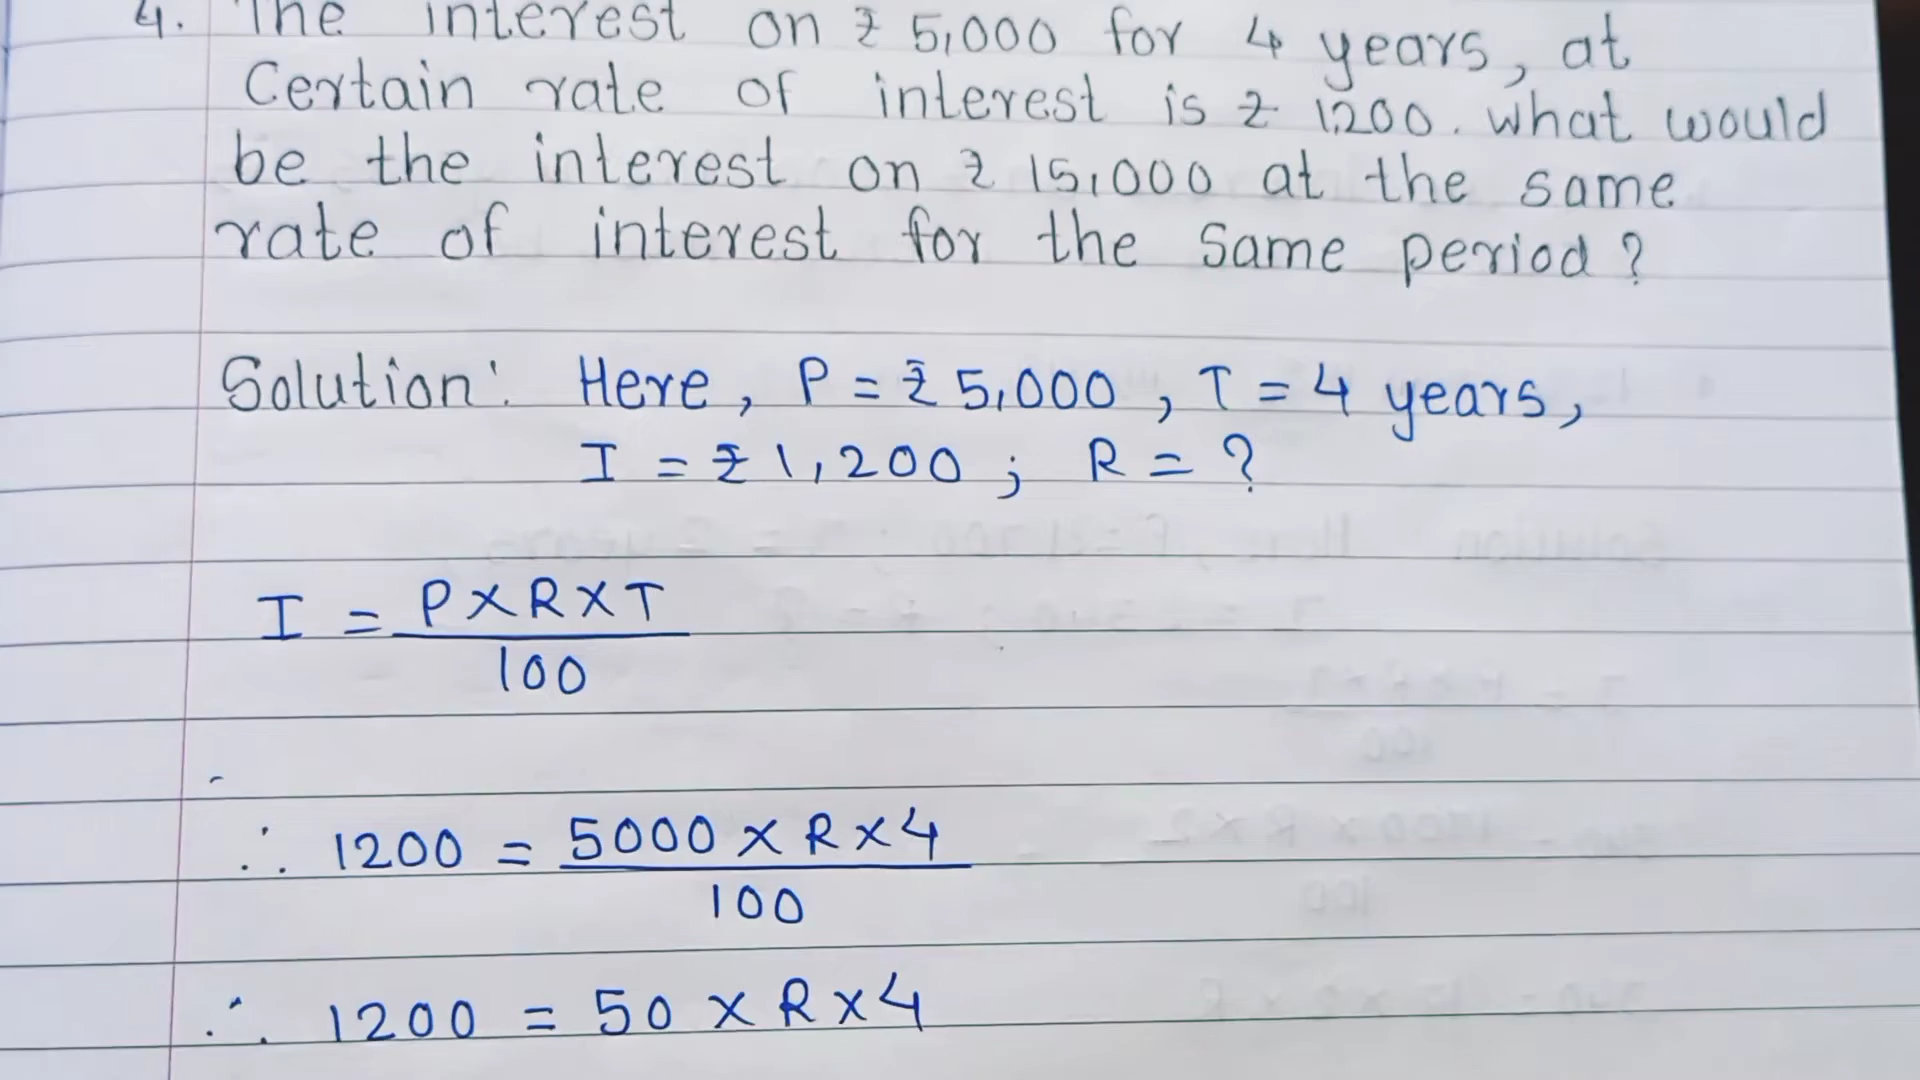 4. The interest on ₹ 5,000 for 4 years, at
Certain rate of interest is ₹ 1200. what would
be the interest on ₹ 15,000 at the same
rate of interest for the same period ?
Solution: Here, P = ₹ 5,000, T = 4 years,
I = ₹ 1,200 ; R = ?
I = P×R×T
100
∴ 1200 = 5000 × R × 4
100
∴ 1200 = 50 × R × 4